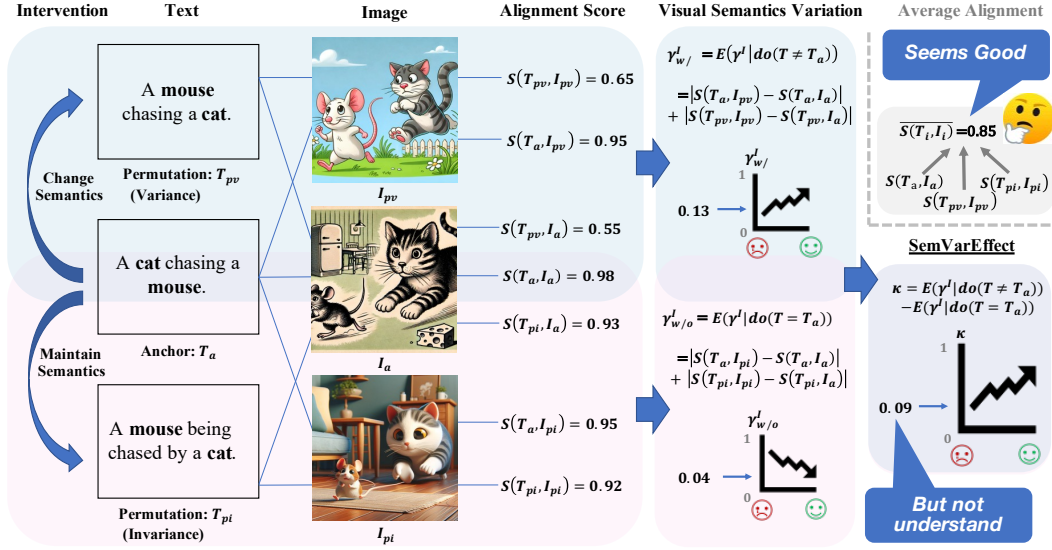 Intervention
Text
Image
Alignment Score
Visual Semantics Variation
Average Alignment
A mouse
chasing a cat.
Permutation: T_pv
(Variance)
Change
Semantics
A cat chasing a
mouse.
Anchor: T_a
Maintain
Semantics
A mouse being
chased by a cat.
Permutation: T_pi
(Invariance)
I_pv
I_a
I_pi
S(T_pv, I_pv) = 0.65
S(T_a, I_pv) = 0.95
S(T_pv, I_a) = 0.55
S(T_a, I_a) = 0.98
S(T_pi, I_a) = 0.93
S(T_a, I_pi) = 0.95
S(T_pi, I_pi) = 0.92
γ^I_w/ = E(γ^I|do(T ≠ T_a))
=|S(T_a, I_pv) − S(T_a, I_a)|
+ |S(T_pv, I_pv) − S(T_pv, I_a)|
γ^I_w/
1
0.13
0
γ^I_w/o = E(γ^I|do(T = T_a))
=|S(T_a, I_pi) − S(T_a, I_a)|
+ |S(T_pi, I_pi) − S(T_pi, I_a)|
γ^I_w/o
1
0.04
0
Seems Good
S(T_i, I_i)=0.85
S(T_a, I_a)
S(T_pi, I_pi)
S(T_pv, I_pv)
SemVarEffect
κ = E(γ^I|do(T ≠ T_a))
−E(γ^I|do(T = T_a))
κ
1
0.09
0
But not
understand